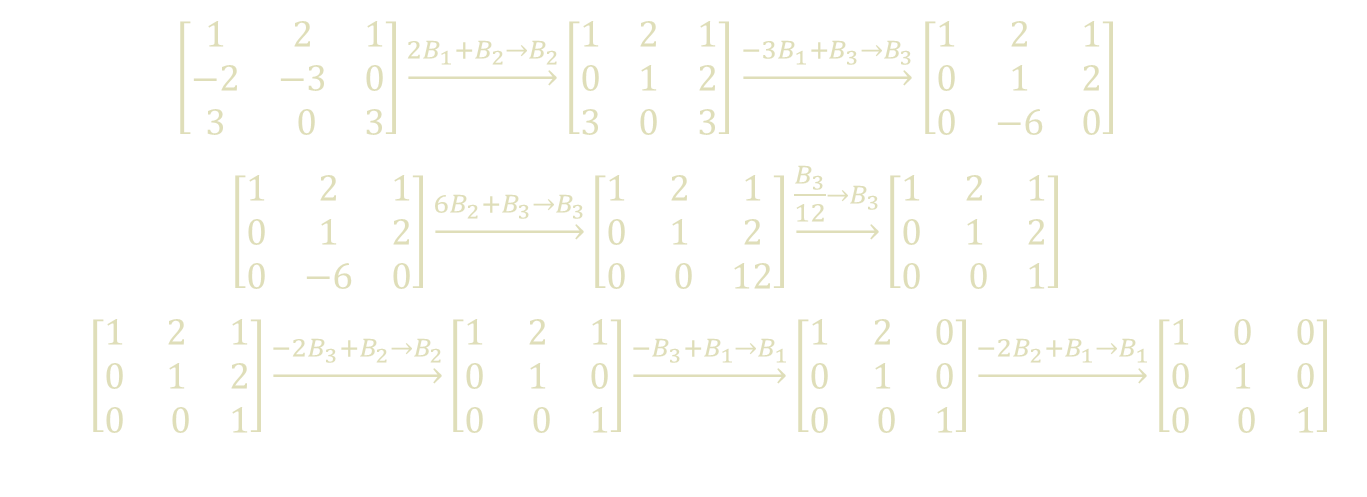 [1 2 1; −2 −3 0; 3 0 3] 2B₁+B₂→B₂ [1 2 1; 0 1 2; 3 0 3] −3B₁+B₃→B₃ [1 2 1; 0 1 2; 0 −6 0]
[1 2 1; 0 1 2; 0 −6 0] 6B₂+B₃→B₃ [1 2 1; 0 1 2; 0 0 12] B₃/12→B₃ [1 2 1; 0 1 2; 0 0 1]
[1 2 1; 0 1 2; 0 0 1] −2B₃+B₂→B₂ [1 2 1; 0 1 0; 0 0 1] −B₃+B₁→B₁ [1 2 0; 0 1 0; 0 0 1] −2B₂+B₁→B₁ [1 0 0; 0 1 0; 0 0 1]